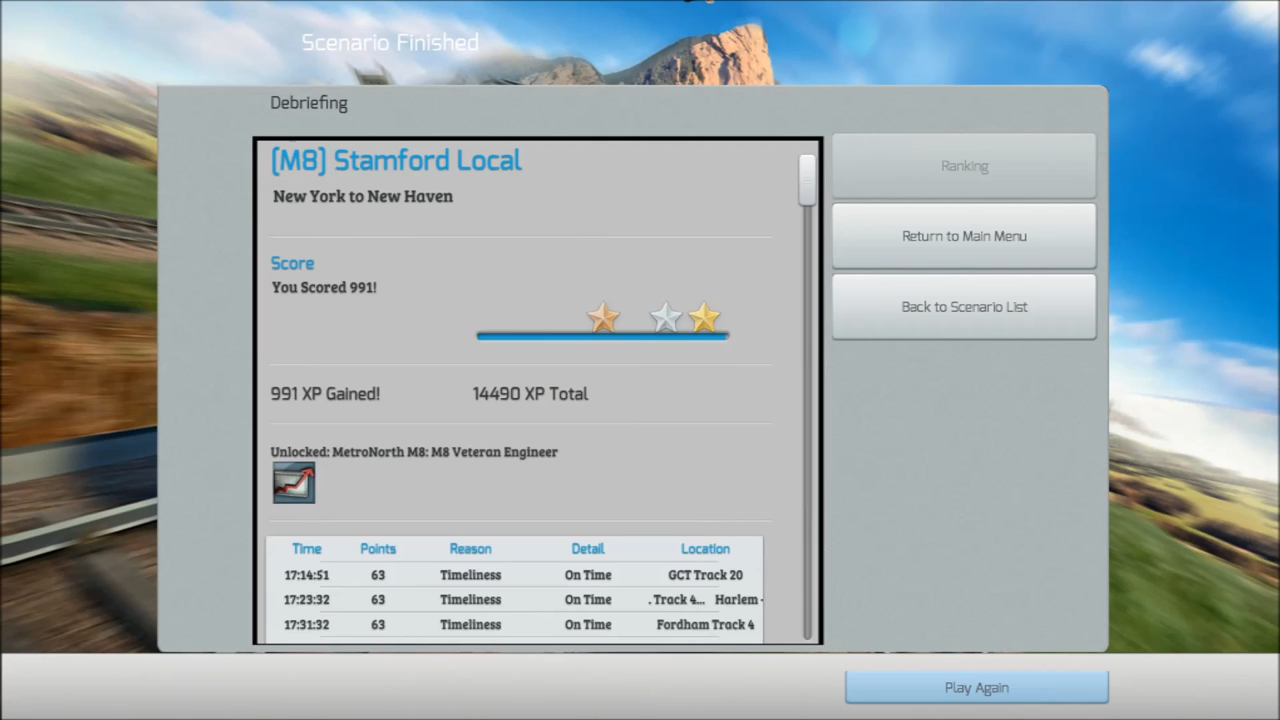 Scenario Finished
Debriefing
[M8] Stamford Local
New York to New Haven
Score
You Scored 991!
991 XP Gained! 14490 XP Total
Unlocked: MetroNorth M8: M8 Veteran Engineer
Time Points Reason Detail Location
17:14:51 63 Timeliness On Time GCT Track 20
17:23:32 63 Timeliness On Time . Track 4... Harlem -
17:31:32 63 Timeliness On Time Fordham Track 4
Ranking
Return to Main Menu
Back to Scenario List
Play Again